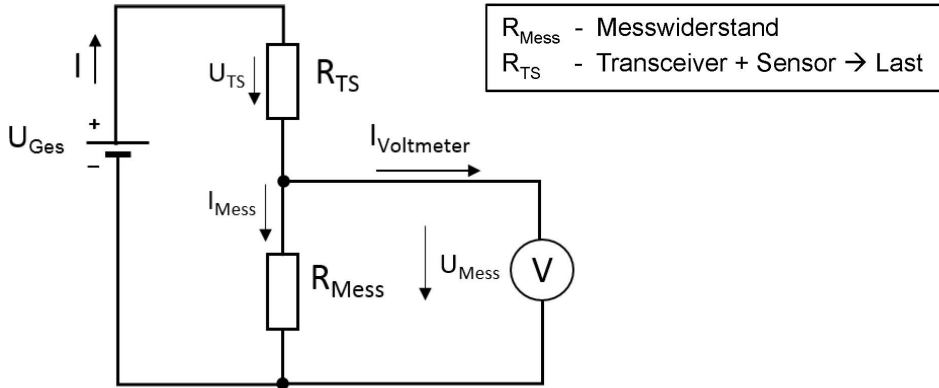 R_Mess - Messwiderstand
R_TS - Transceiver + Sensor → Last
I
U_TS
R_TS
U_Ges
+
−
I_Voltmeter
I_Mess
R_Mess
U_Mess
V